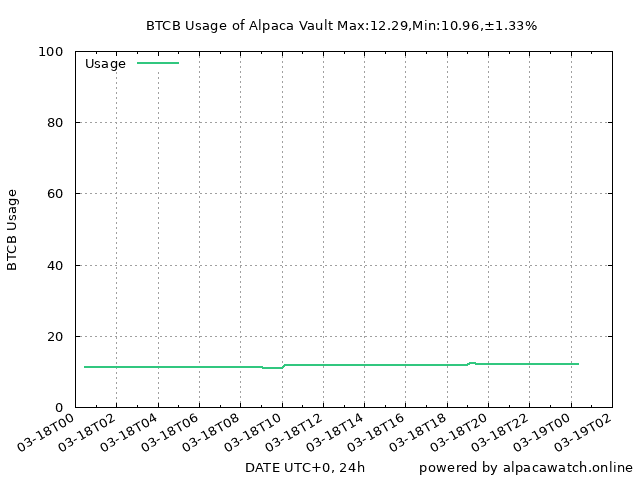 BTCB Usage of Alpaca Vault Max:12.29,Min:10.96,±1.33%
Usage
100
80
60
40
20
0
BTCB Usage
03-18T00
03-18T02
03-18T04
03-18T06
03-18T08
03-18T10
03-18T12
03-18T14
03-18T16
03-18T18
03-18T20
03-18T22
03-19T00
03-19T02
DATE UTC+0, 24h
powered by alpacawatch.online